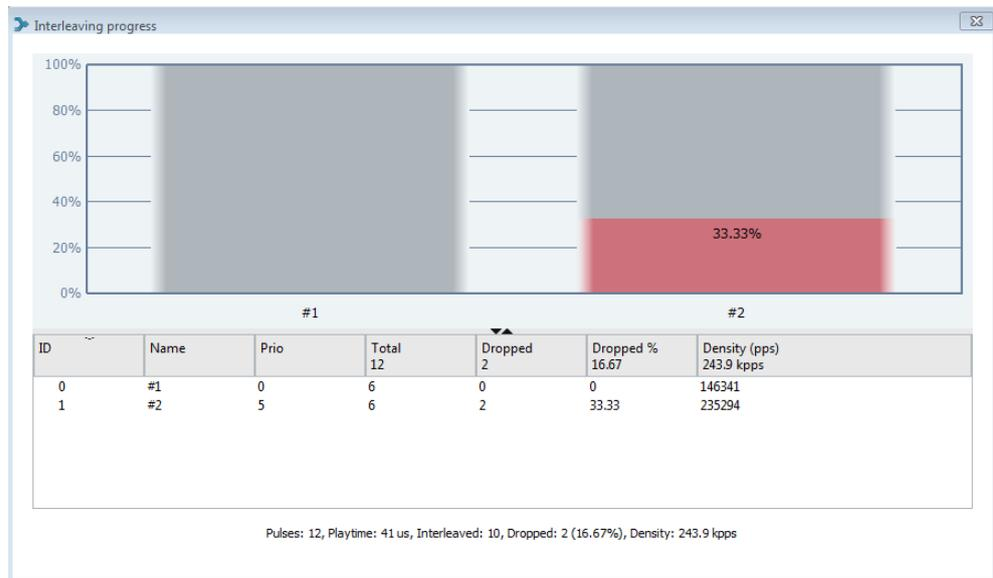 Interleaving progress
100%
80%
60%
40%
20%
0%
33.33%
#1 #2
ID Name Prio Total Dropped Dropped % Density (pps)
12 2 16.67 243.9 kpps
0 #1 0 6 0 0 146341
1 #2 5 6 2 33.33 235294
Pulses: 12, Playtime: 41 us, Interleaved: 10, Dropped: 2 (16.67%), Density: 243.9 kpps